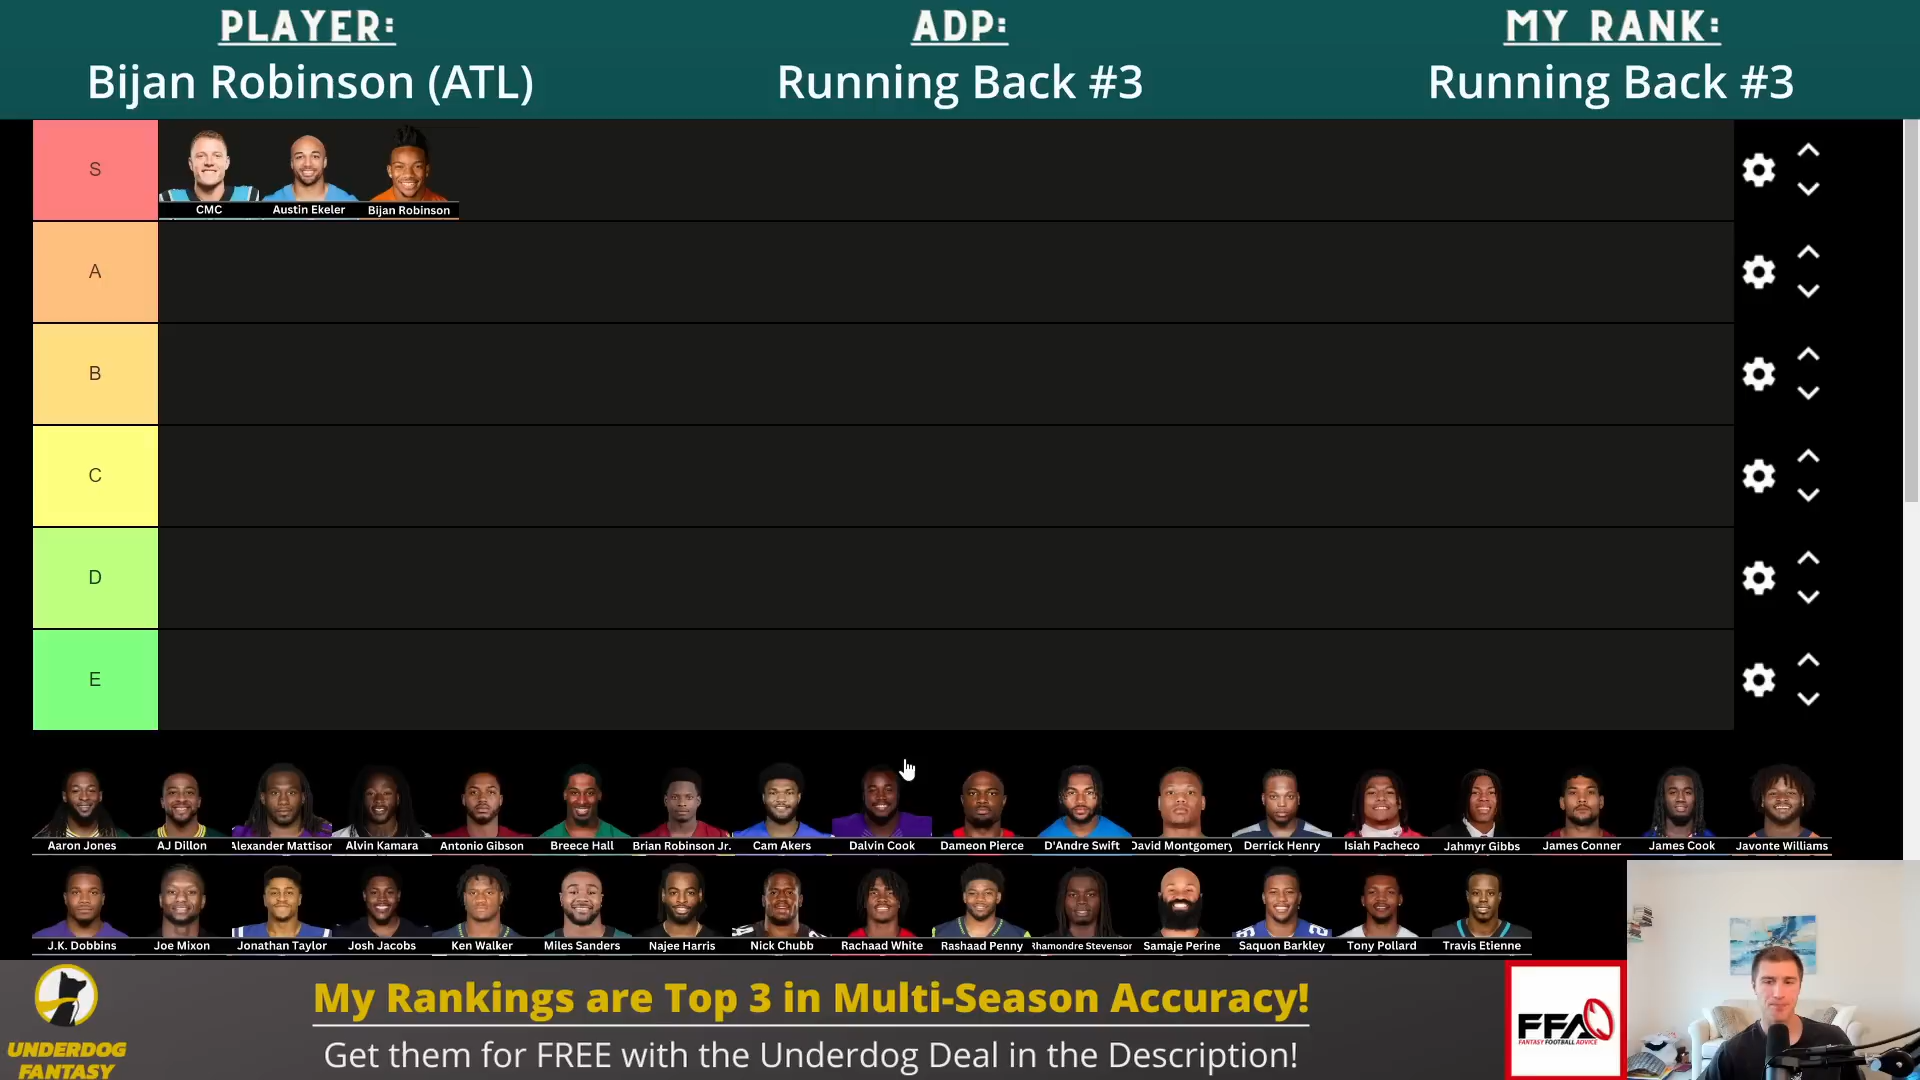 PLAYER:
ADP:
MY RANK:
Bijan Robinson (ATL)
Running Back #3
Running Back #3
S
CMC
Austin Ekeler
Bijan Robinson
A
B
C
D
E
Aaron Jones
AJ Dillon
Alexander Mattison
Alvin Kamara
Antonio Gibson
Breece Hall
Brian Robinson Jr.
Cam Akers
Dalvin Cook
Dameon Pierce
D'Andre Swift
David Montgomery
Derrick Henry
Isiah Pacheco
Jahmyr Gibbs
James Conner
James Cook
Javonte Williams
J.K. Dobbins
Joe Mixon
Jonathan Taylor
Josh Jacobs
Ken Walker
Miles Sanders
Najee Harris
Nick Chubb
Rachaad White
Rashaad Penny
Rhamondre Stevenson
Samaje Perine
Saquon Barkley
Tony Pollard
Travis Etienne
My Rankings are Top 3 in Multi-Season Accuracy!
Get them for FREE with the Underdog Deal in the Description!
UNDERDOG
FANTASY
FFA
FANTASY FOOTBALL ADVICE